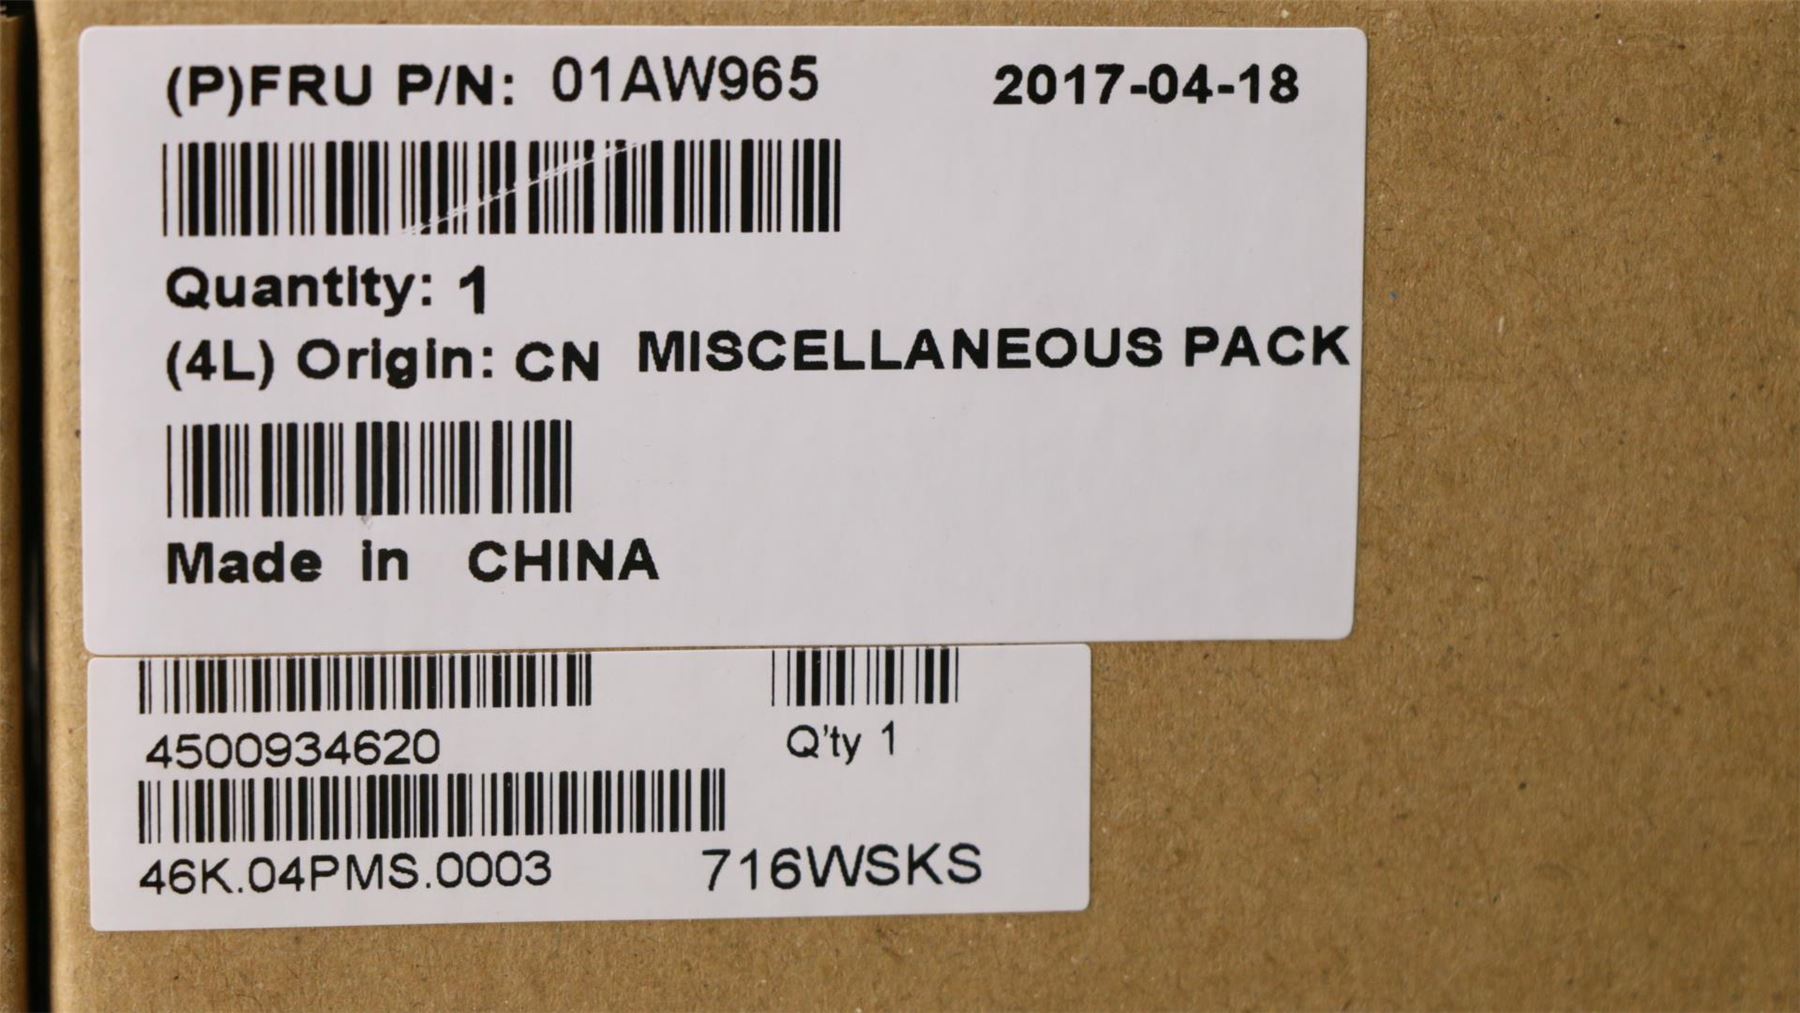 (P)FRU P/N: 01AW965 2017-04-18
Quantity: 1
(4L) Origin: CN MISCELLANEOUS PACK
Made in CHINA
4500934620 Q'ty 1
46K.04PMS.0003 716WSKS